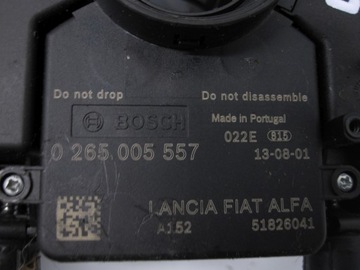 Do not drop Do not disassemble
BOSCH Made in Portugal
022E 815
0 265 005 557 13-08-01
LANCIA FIAT ALFA
A152 51826041